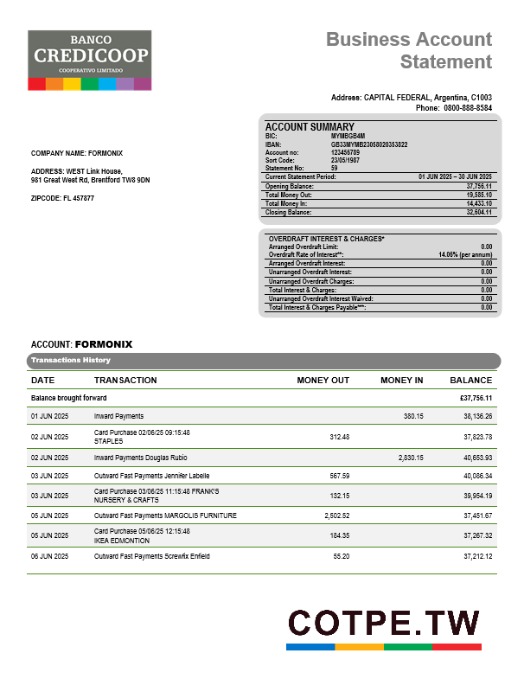 BANCO
CREDICOOP
COOPERATIVO LIMITADO
Business Account
Statement
Address: CAPITAL FEDERAL, Argentina, C1003
Phone: 0800-888-8584
COMPANY NAME: FORMONIX
ADDRESS: WEST Link House,
981 Great West Rd, Brentford TW8 9DN
ZIPCODE: FL 457877
ACCOUNT SUMMARY
BIC: MYMBGB4M
IBAN: GB33MYMB23058020353822
Account no: 123456789
Sort Code: 23/05/1987
Statement No: 59
Current Statement Period: 01 JUN 2025 – 30 JUN 2025
Opening Balance: 37,756.11
Total Money Out: 19,585.10
Total Money In: 14,433.10
Closing Balance: 32,604.11
OVERDRAFT INTEREST & CHARGES*
Arranged Overdraft Limit: 0.00
Overdraft Rate of Interest**: 14.00% (per annum)
Arranged Overdraft Interest: 0.00
Unarranged Overdraft Interest: 0.00
Unarranged Overdraft Charges: 0.00
Total Interest & Charges: 0.00
Unarranged Overdraft Interest Waived: 0.00
Total Interest & Charges Payable***: 0.00
ACCOUNT: FORMONIX
Transactions History
DATE TRANSACTION MONEY OUT MONEY IN BALANCE
Balance brought forward £37,756.11
01 JUN 2025 Inward Payments 380.15 38,136.26
02 JUN 2025 Card Purchase 02/06/25 09:15:48 STAPLES 312.48 37,823.78
02 JUN 2025 Inward Payments Douglas Rubio 2,830.15 40,653.93
03 JUN 2025 Outward Fast Payments Jennifer Labelle 567.59 40,086.34
03 JUN 2025 Card Purchase 03/06/25 11:15:48 FRANK'S NURSERY & CRAFTS 132.15 39,954.19
05 JUN 2025 Outward Fast Payments MARGOLIS FURNITURE 2,502.52 37,451.67
05 JUN 2025 Card Purchase 05/06/25 12:15:48 IKEA EDMONTION 184.35 37,267.32
06 JUN 2025 Outward Fast Payments Screwfix Enfield 55.20 37,212.12
COTPE.TW